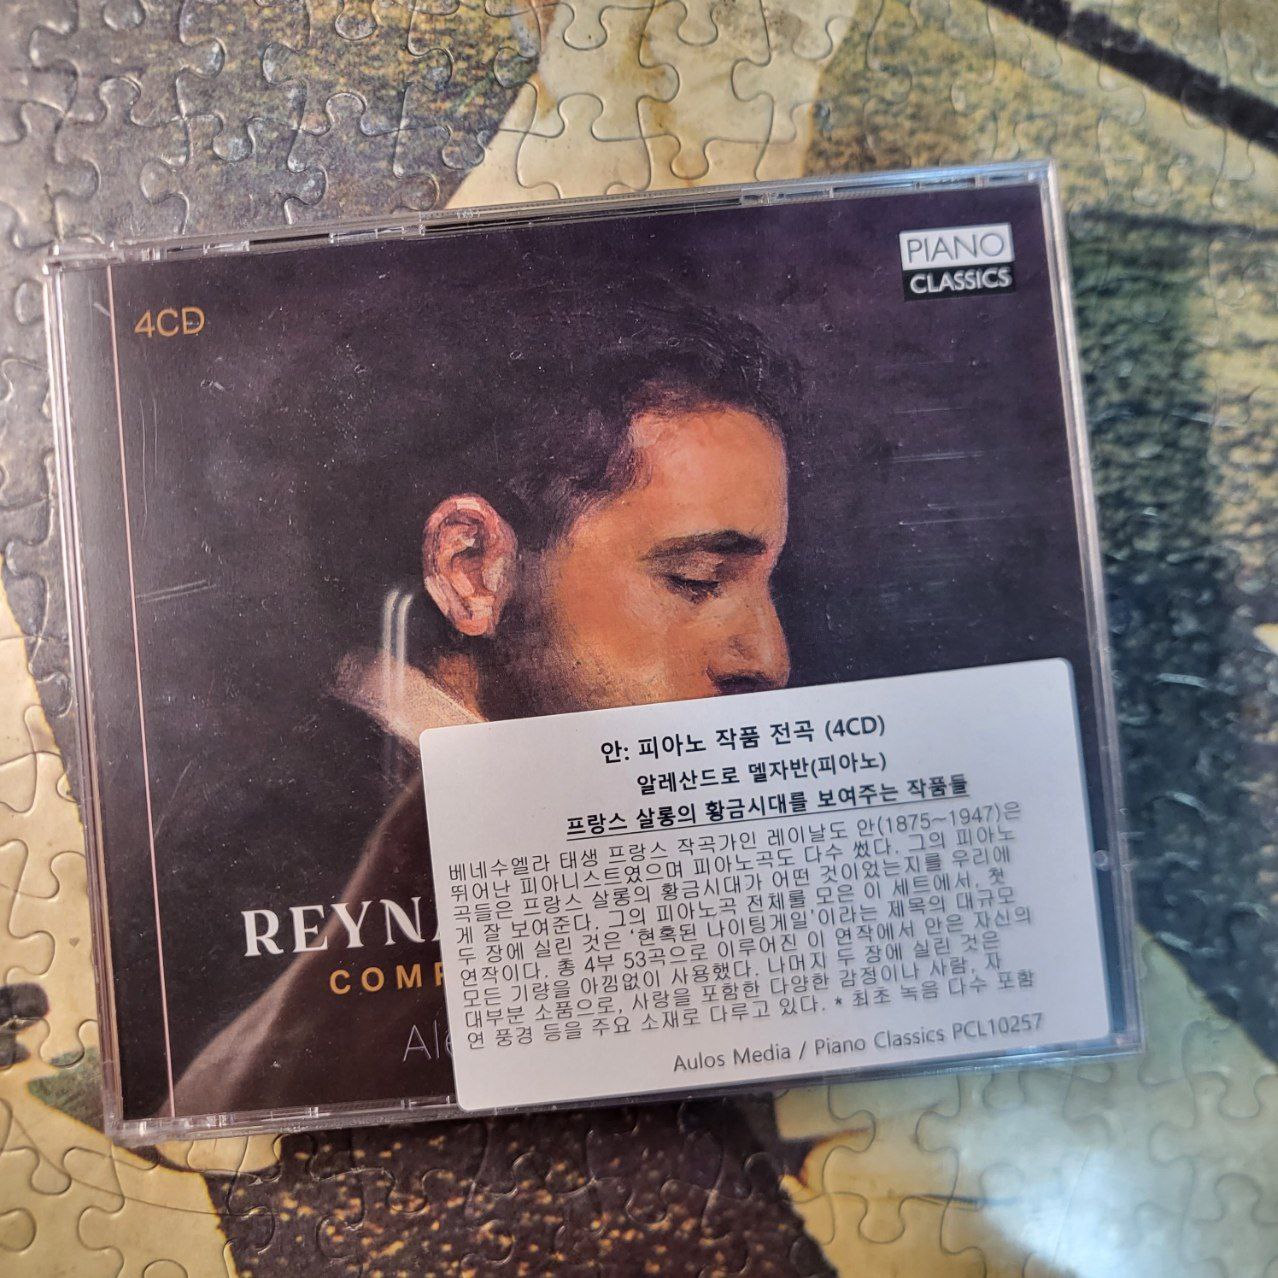 PIANO
CLASSICS
4CD
REYNA
COMP
Ale
안: 피아노 작품 전곡 (4CD)
알레산드로 델자반(피아노)
프랑스 살롱의 황금시대를 보여주는 작품들
베네수엘라 태생 프랑스 작곡가인 레이날도 안(1875~1947)은
뛰어난 피아니스트였으며 피아노곡도 다수 썼다. 그의 피아노
곡들은 프랑스 살롱의 황금시대가 어떤 것이었는지를 우리에
게 잘 보여준다. 그의 피아노곡 전체를 모은 이 세트에서, 첫
두 장에 실린 것은 ‘현혹된 나이팅게일’이라는 제목의 대규모
연작이다. 총 4부 53곡으로 이루어진 이 연작에서 안은 자신의
모든 기량을 아낌없이 사용했다. 나머지 두 장에 실린 것은
대부분 소품으로, 사랑을 포함한 다양한 감정이나 사람, 자
연 풍경 등을 주요 소재로 다루고 있다. * 최초 녹음 다수 포함
Aulos Media / Piano Classics PCL10257